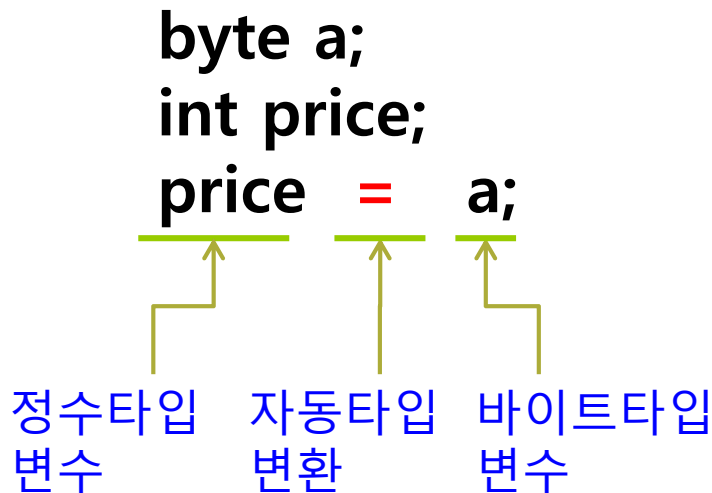 byte a;
int price;
price = a;
정수타입 자동타입 바이트타입
변수 변환 변수